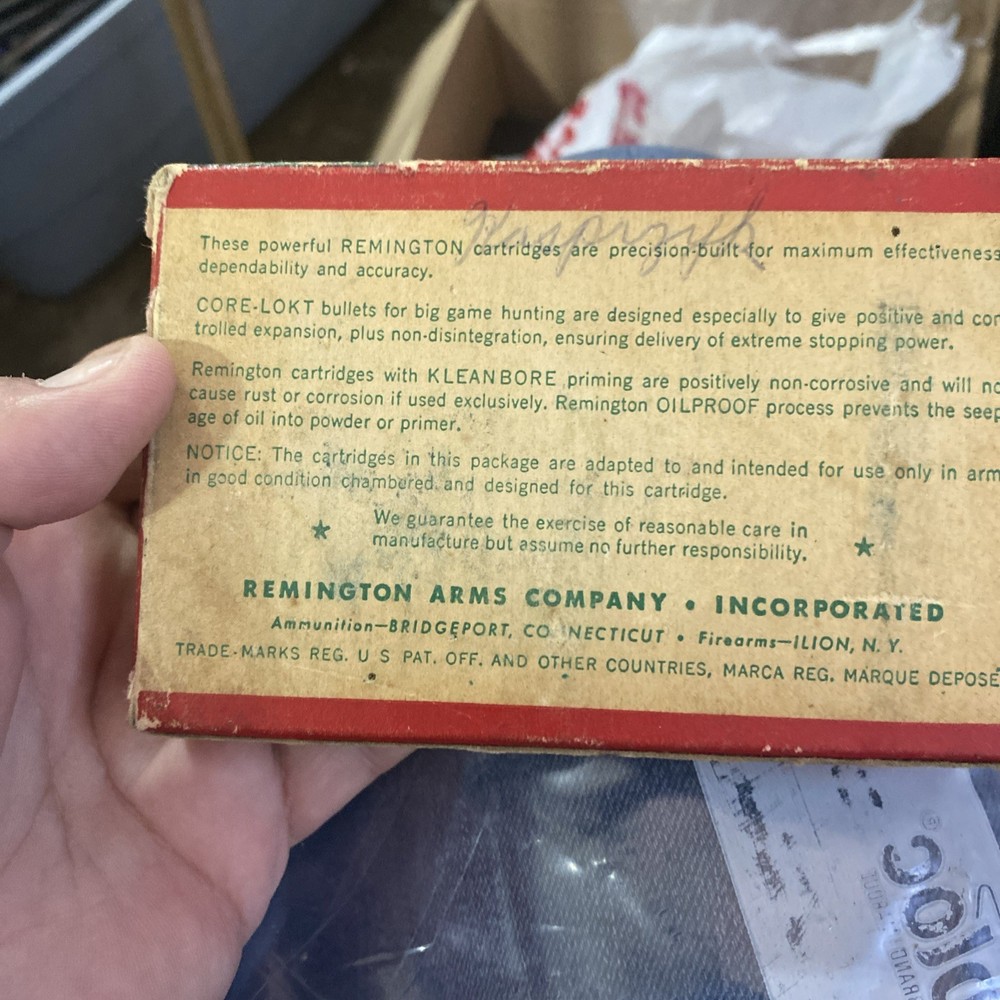 Wasprzyk
These powerful REMINGTON cartridges are precision-built for maximum effectiveness
dependability and accuracy.
CORE-LOKT bullets for big game hunting are designed especially to give positive and con
trolled expansion, plus non-disintegration, ensuring delivery of extreme stopping power.
Remington cartridges with KLEANBORE priming are positively non-corrosive and will no
cause rust or corrosion if used exclusively. Remington OILPROOF process prevents the seep
age of oil into powder or primer.
NOTICE: The cartridges in this package are adapted to and intended for use only in arm
in good condition chambered and designed for this cartridge.
We guarantee the exercise of reasonable care in
manufacture but assume no further responsibility.
REMINGTON ARMS COMPANY • INCORPORATED
Ammunition—BRIDGEPORT, CO NECTICUT • Firearms—ILION, N. Y.
TRADE-MARKS REG. U S PAT. OFF. AND OTHER COUNTRIES, MARCA REG. MARQUE DEPOSE